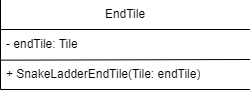 EndTile
- endTile: Tile
+ SnakeLadderEndTile(Tile: endTile)